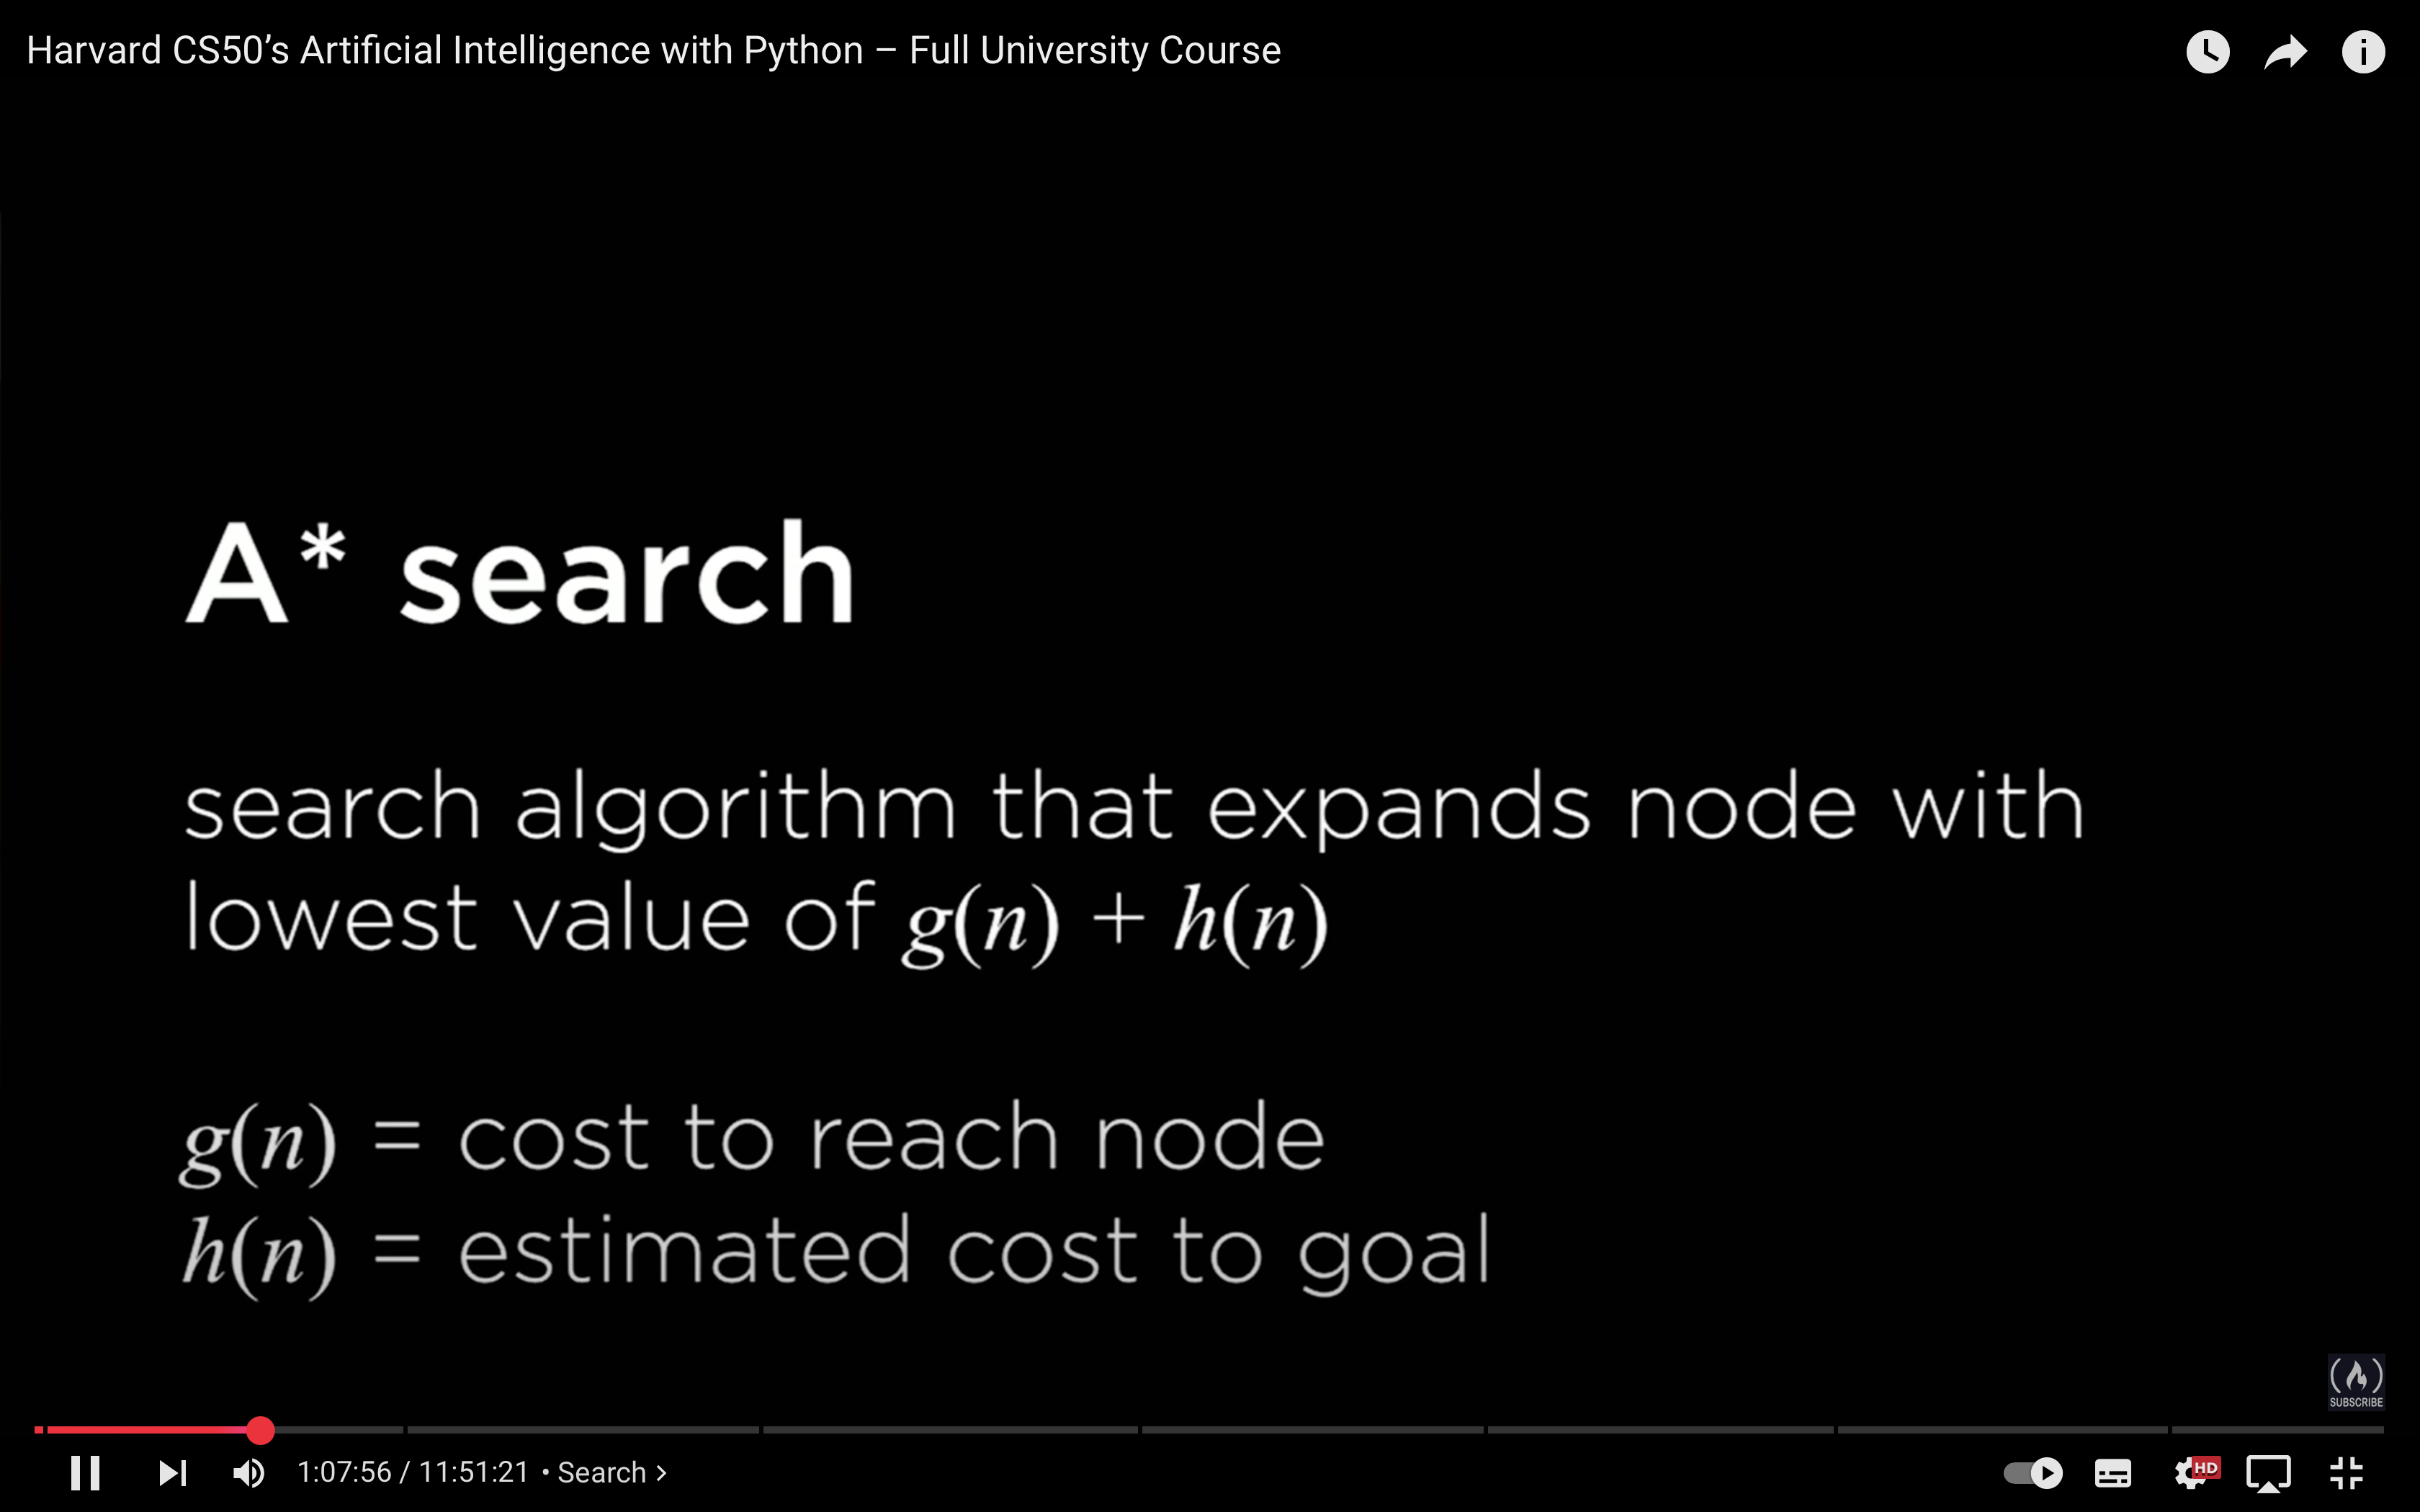 Harvard CS50’s Artificial Intelligence with Python – Full University Course
A* search
search algorithm that expands node with
lowest value of g(n) + h(n)
g(n) = cost to reach node
h(n) = estimated cost to goal
SUBSCRIBE
1:07:56 / 11:51:21 • Search >
HD